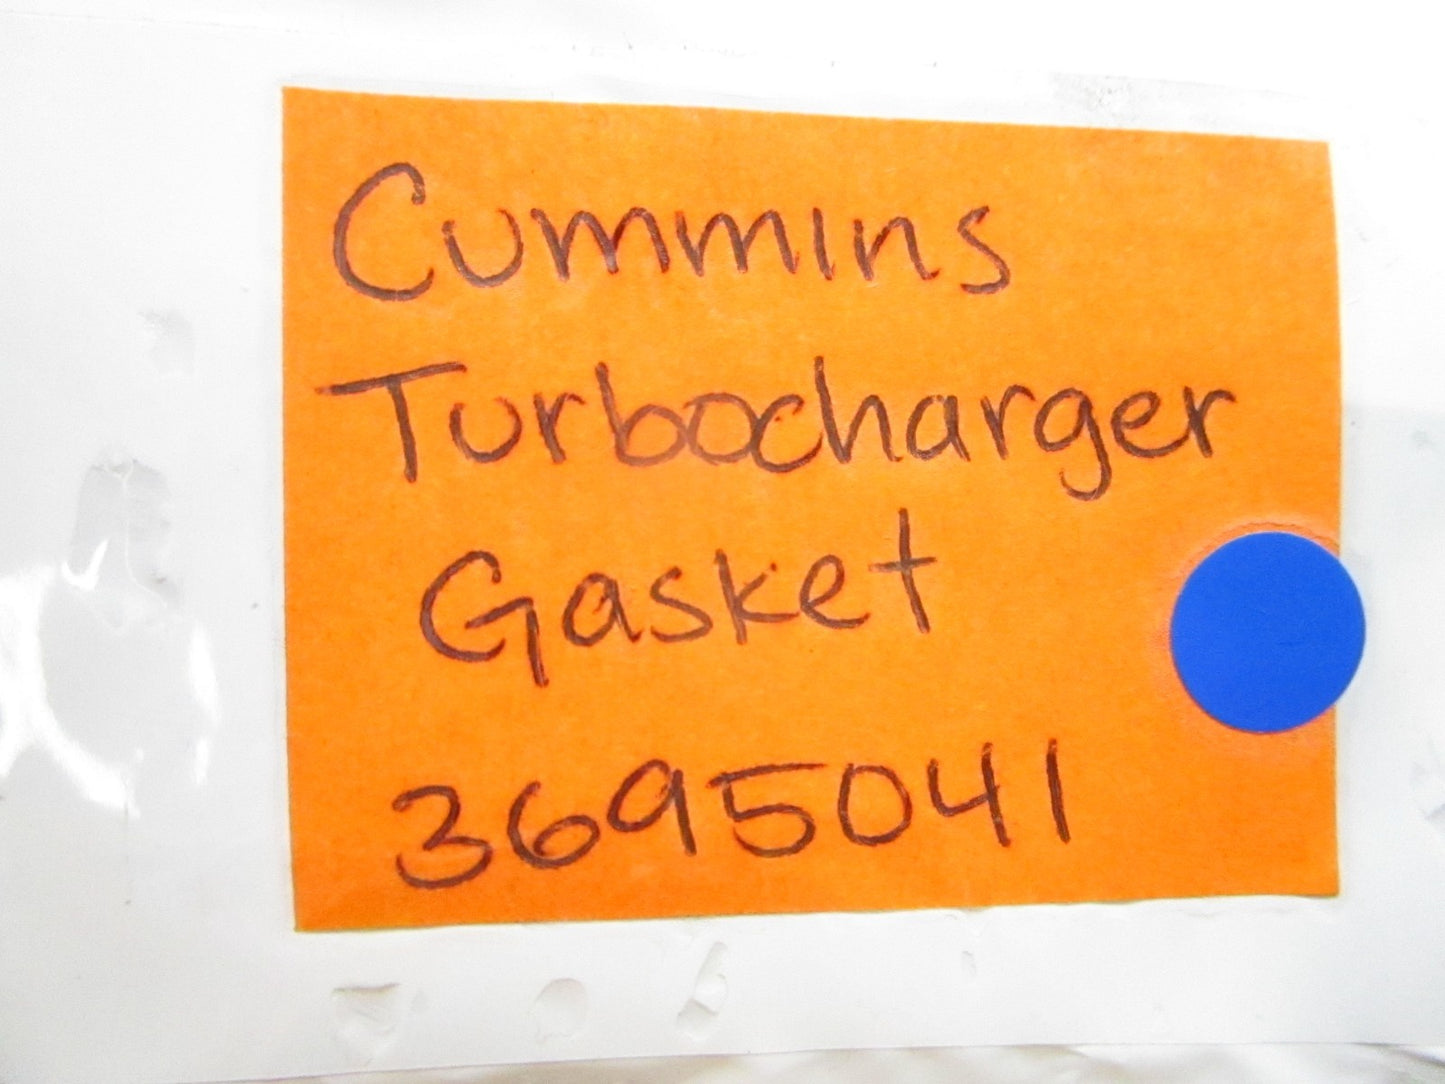 Cummins
Turbocharger
Gasket
3695041